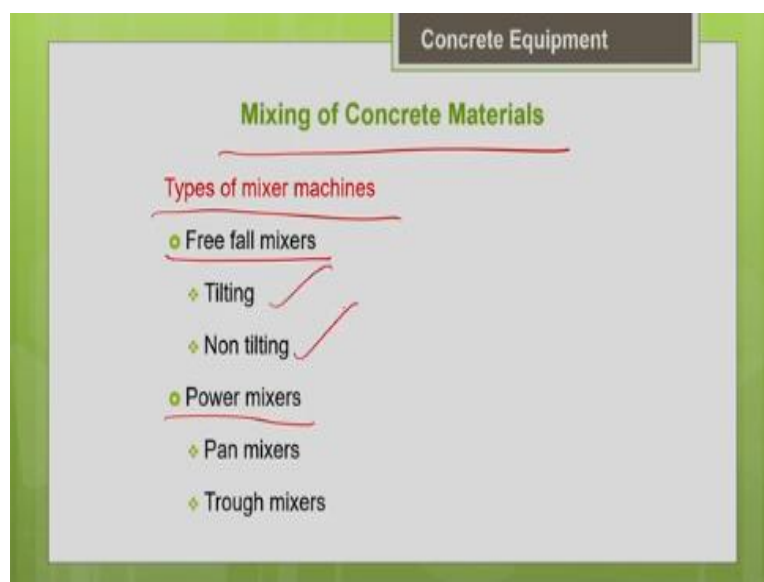 Concrete Equipment
Mixing of Concrete Materials
Types of mixer machines
Free fall mixers
Tilting
Non tilting
Power mixers
Pan mixers
Trough mixers